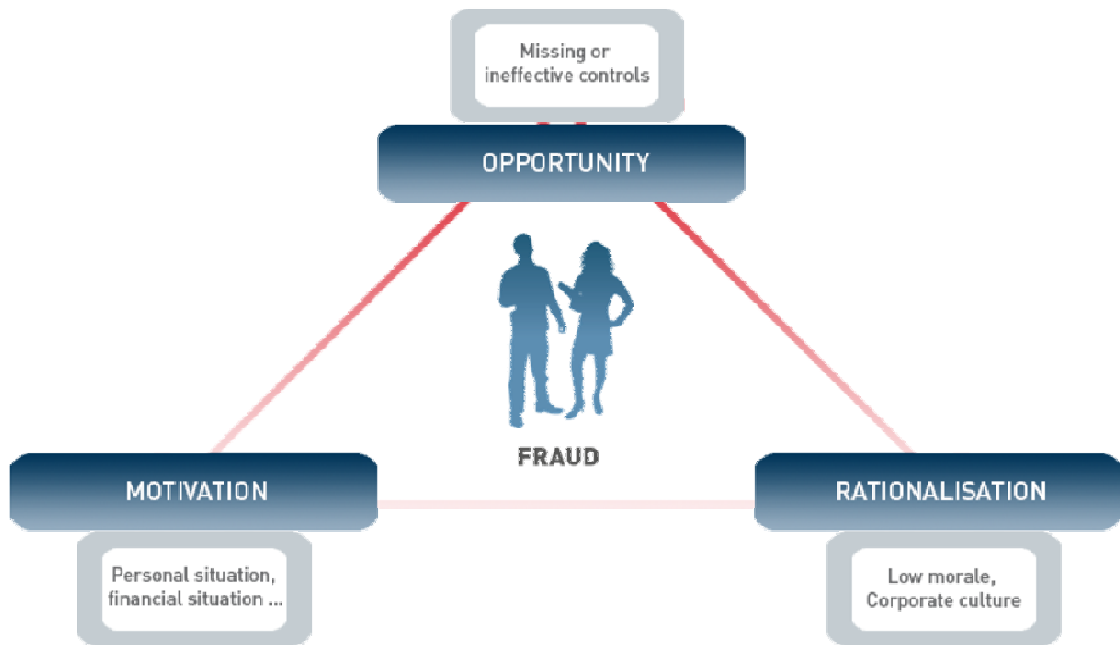 Missing or
ineffective controls
OPPORTUNITY
FRAUD
MOTIVATION
RATIONALISATION
Personal situation,
financial situation ...
Low morale,
Corporate culture